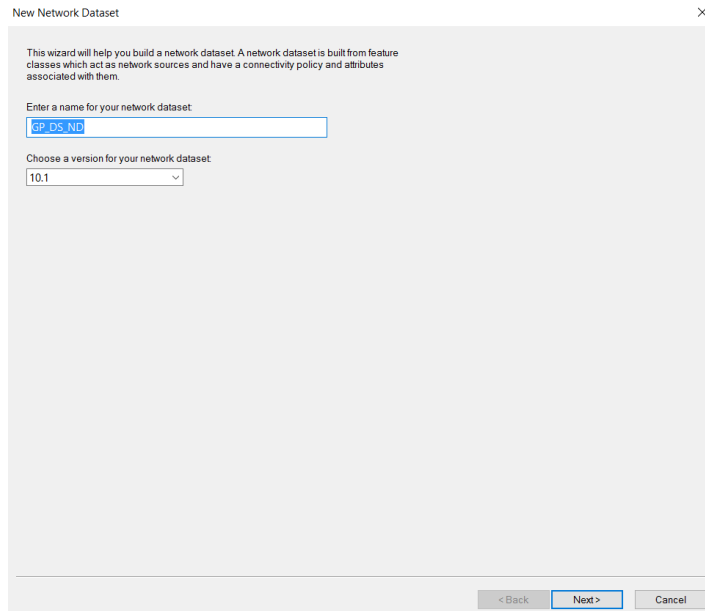 New Network Dataset
This wizard will help you build a network dataset. A network dataset is built from feature
classes which act as network sources and have a connectivity policy and attributes
associated with them.
Enter a name for your network dataset:
GP_DS_ND
Choose a version for your network dataset:
10.1
< Back Next > Cancel